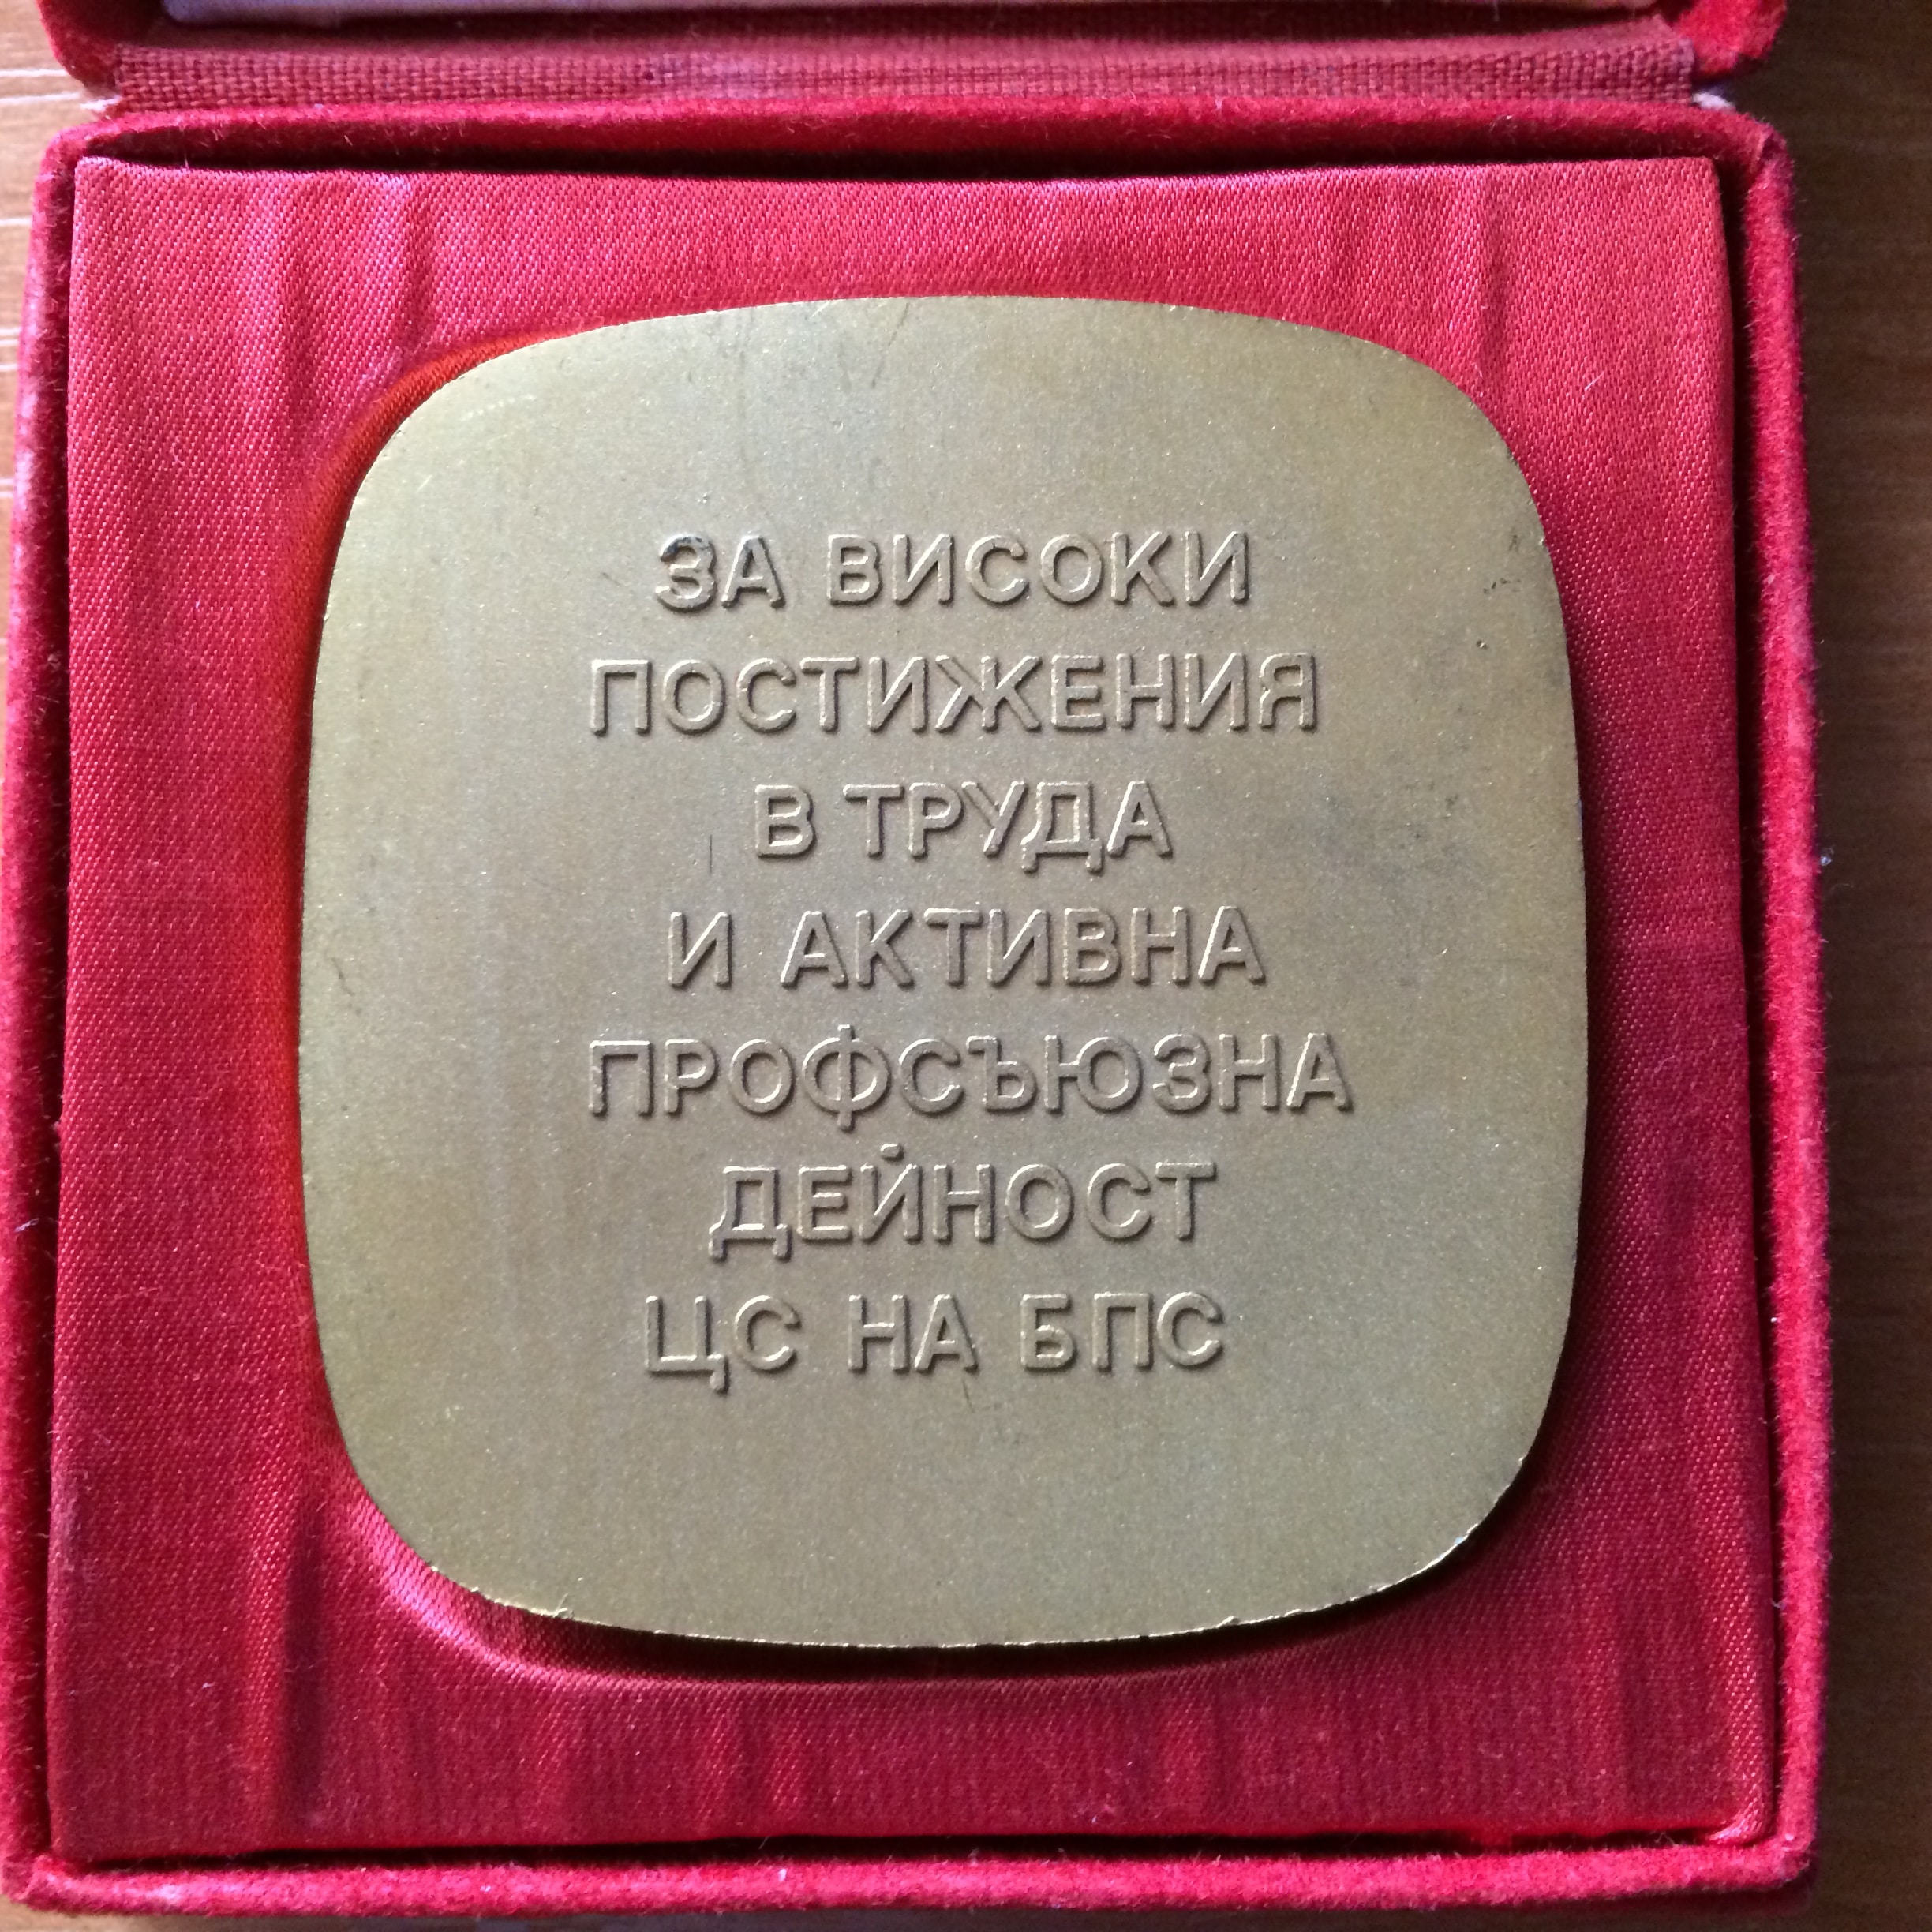 ЗА ВИСОКИ
ПОСТИЖЕНИЯ
В ТРУДА
И АКТИВНА
ПРОФСЪЮЗНА
ДЕЙНОСТ
ЦС НА БПС